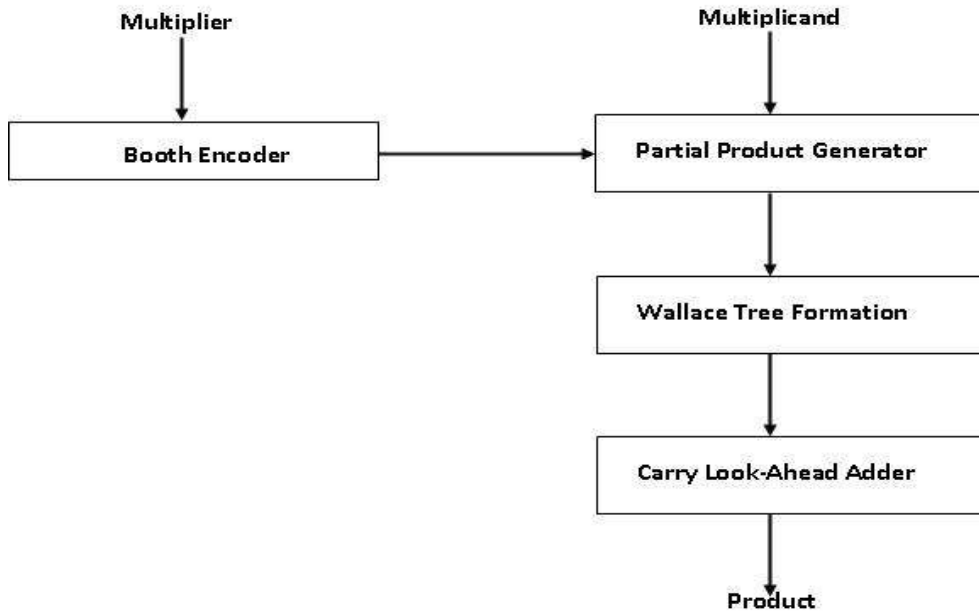 Multiplier
Multiplicand
Booth Encoder
Partial Product Generator
Wallace Tree Formation
Carry Look-Ahead Adder
Product